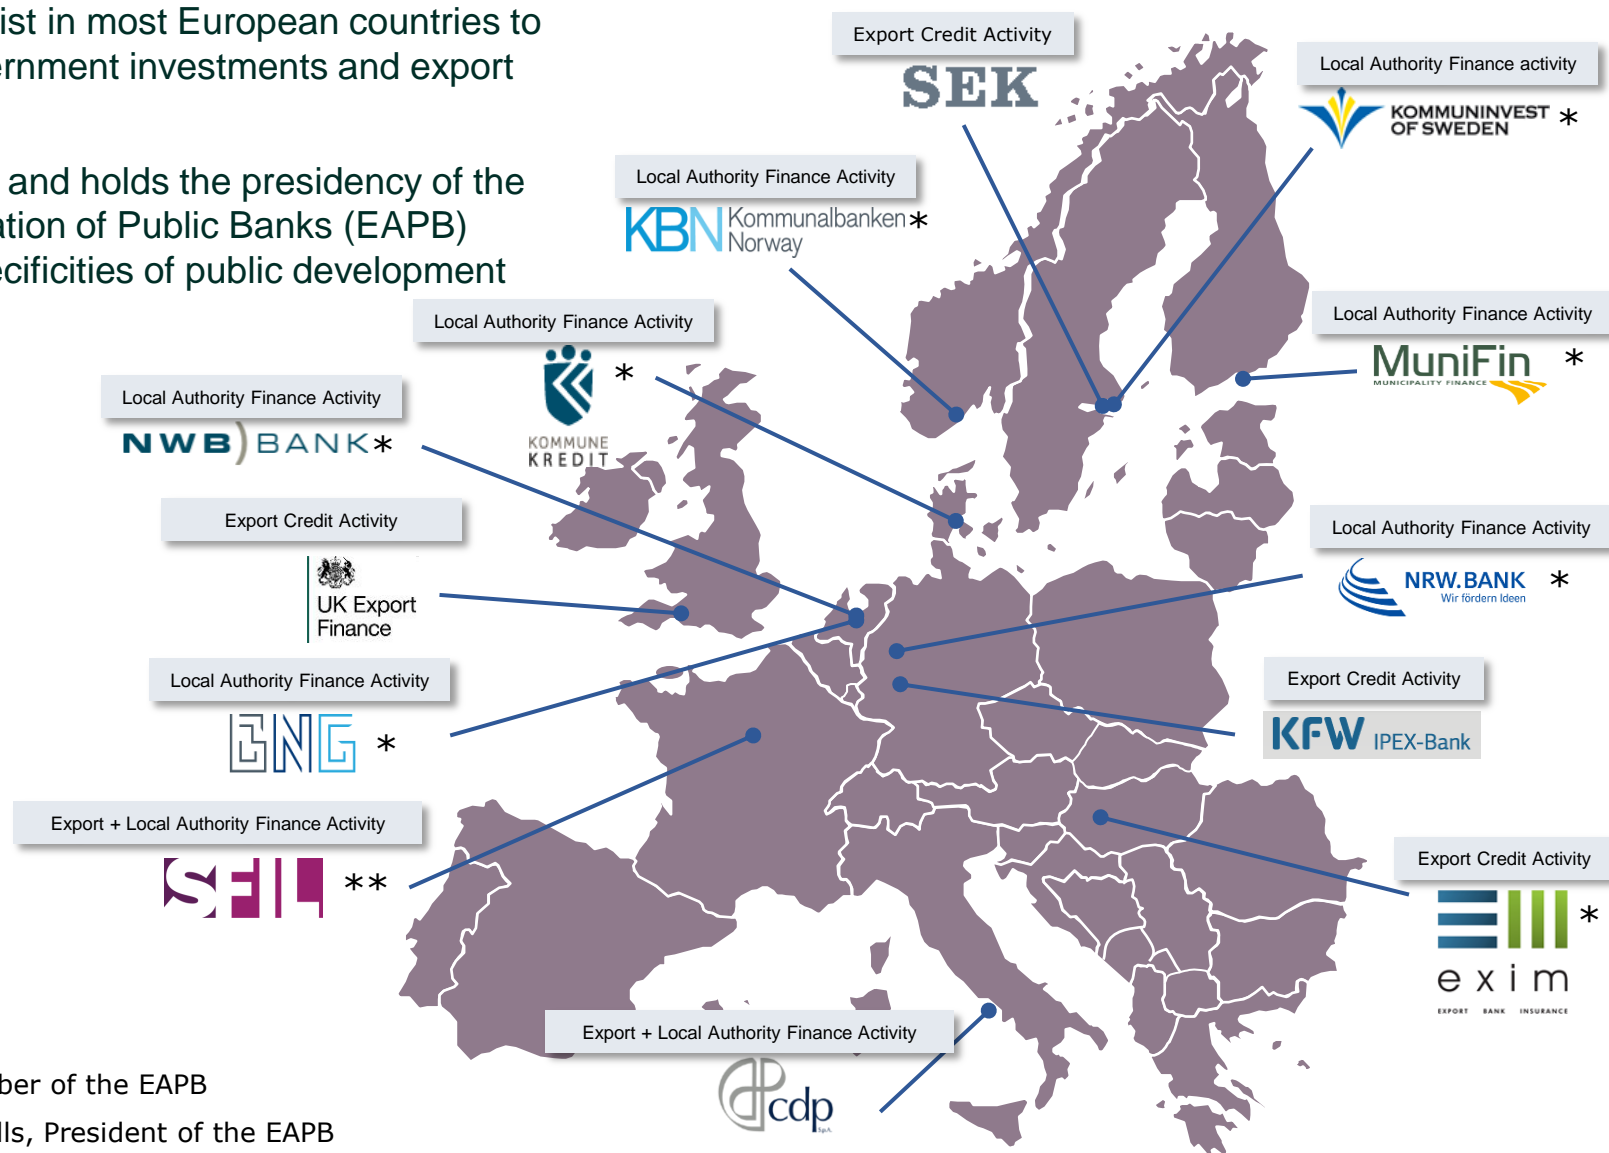 ist in most European countries to
ernment investments and export
and holds the presidency of the
ation of Public Banks (EAPB)
ecificities of public development
Export Credit Activity
SEK
Local Authority Finance activity
KOMMUNINVEST
OF SWEDEN *
Local Authority Finance Activity
KBN Kommunalbanken *
Norway
Local Authority Finance Activity
*
KOMMUNE
KREDIT
Local Authority Finance Activity
MuniFin *
MUNICIPALITY FINANCE
Local Authority Finance Activity
NWB) BANK *
Export Credit Activity
UK Export
Finance
Local Authority Finance Activity
NRW.BANK *
Wir fördern Ideen
Local Authority Finance Activity
BNG *
Export Credit Activity
KFW IPEX-Bank
Export + Local Authority Finance Activity
SFIL **
Export Credit Activity
*
exim
EXPORT BANK INSURANCE
Export + Local Authority Finance Activity
cdp
ber of the EAPB
lls, President of the EAPB